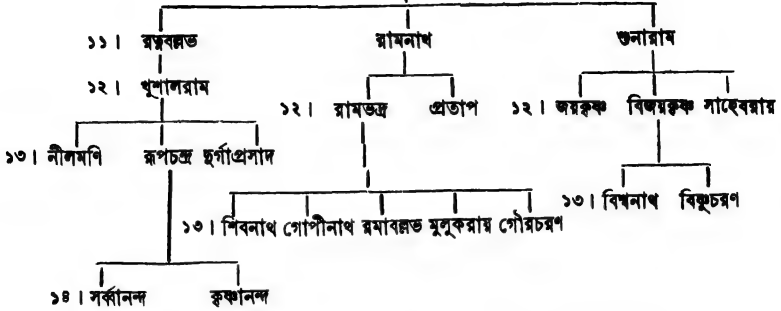 ১১। রত্নবল্লভ রামনাথ গুনারাম
১২। খুশালরাম
১২। রামভদ্র প্রতাপ ১২। জয়কৃষ্ণ বিজয়কৃষ্ণ সাহেবরায়
১৩। নীলমণি রূপচন্দ্র দুর্গাপ্রসাদ
১৩। বিশ্বনাথ বিষ্ণুচরণ
১৩। শিবনাথ গোপীনাথ রমাবল্লভ মুলুকরায় গৌরচরণ
১৪। সর্ব্বানন্দ কৃষ্ণানন্দ